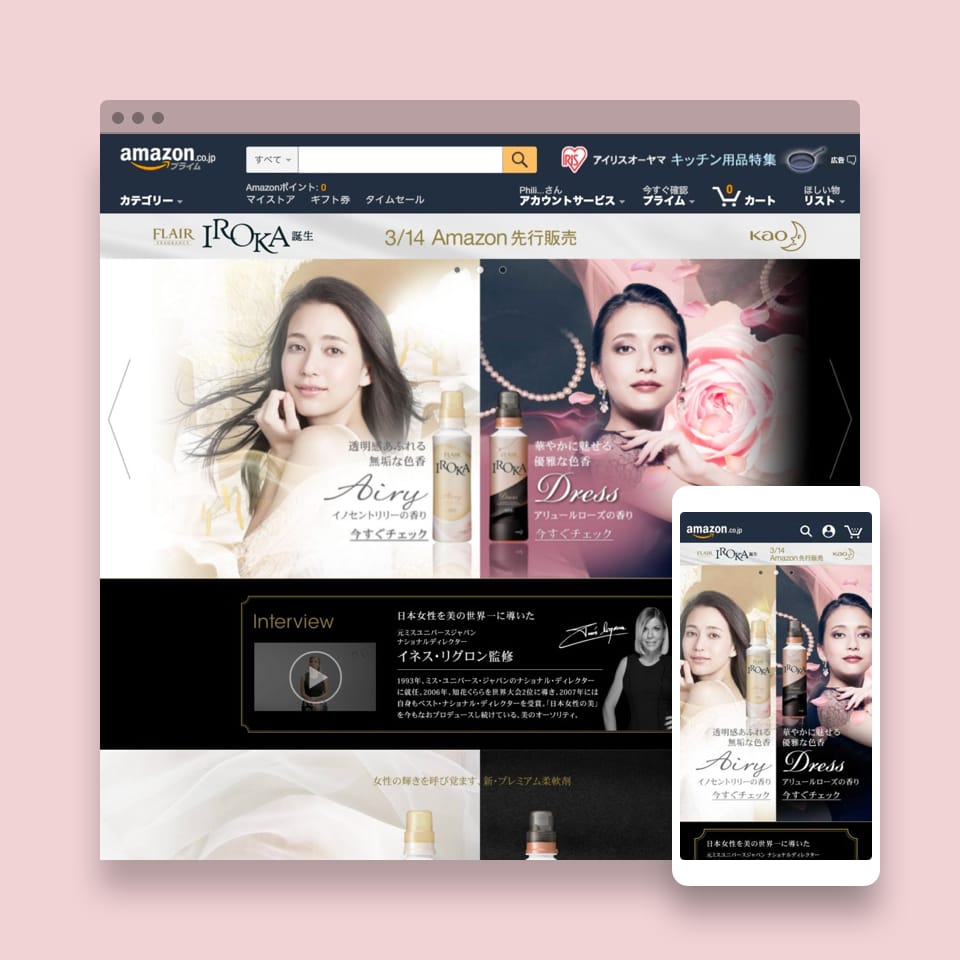 amazon.co.jp
プライム
すべて
IRIS アイリスオーヤマ キッチン用品特集 広告
カテゴリー
Amazonポイント: 0
マイストア ギフト券 タイムセール
Phili...さん
アカウントサービス
今すぐ確認
プライム
0
カート
ほしい物
リスト
FLAIR
FRAGRANCE
IROKA 誕生
3/14 Amazon 先行販売
Kao
透明感あふれる
無垢な色香
Airy
イノセントリリーの香り
今すぐチェック
FLAIR
IROKA
Airy
FLAIR
IROKA
Dress
華やかに魅せる
優雅な色香
Dress
アリュールローズの香り
今すぐチェック
Interview
日本女性を美の世界一に導いた
元ミスユニバースジャパン
ナショナルディレクター
イネス・リグロン監修
1993年、ミス・ユニバース・ジャパンのナショナル・ディレクター
に就任。2006年、知花くららを世界大会2位に導き、2007年には
自身もベスト・ナショナル・ディレクターを受賞。「日本女性の美」
を今もなおプロデュースし続けている、美のオーソリティ。
女性の輝きを呼び覚ます、新・プレミアム柔軟剤
amazon.co.jp
FLAIR
IROKA 誕生
3/14
Amazon 先行販売
Kao
FLAIR
IROKA
IROKA
透明感あふれる
無垢な色香
Airy
イノセントリリーの香り
今すぐチェック
華やかに魅せる
優雅な色香
Dress
アリュールローズの香り
今すぐチェック
日本女性を美の世界一に導いた
元ミスユニバースジャパン ナショナルディレクター